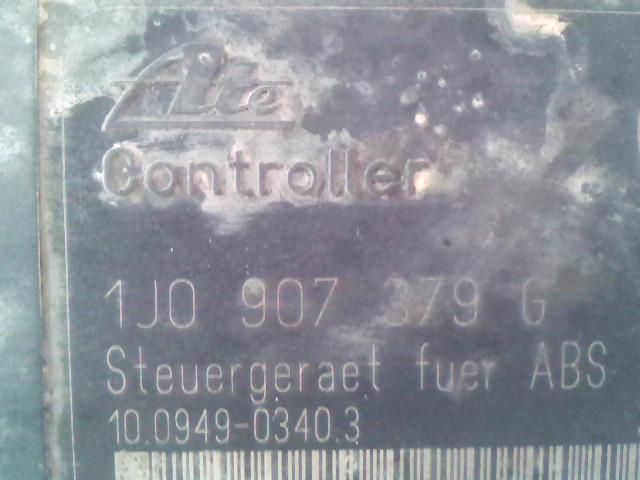 Ate
Controller
1J0 907 379 G
Steuergeraet fuer ABS
10.0949-0340.3